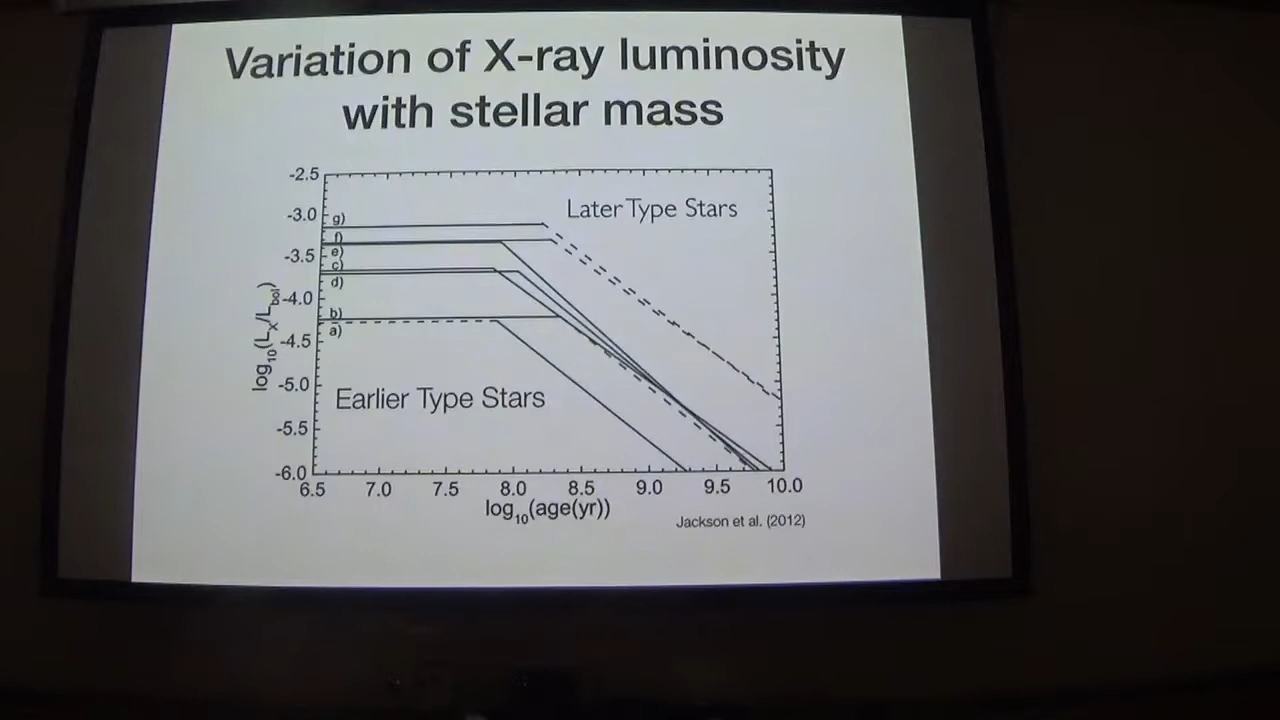 Variation of X-ray luminosity
with stellar mass
-2.5
Later Type Stars
-3.0
g)
f)
-3.5
e)
c)
d)
-4.0
b)
a)
-4.5
-5.0
Earlier Type Stars
-5.5
-6.0
log10(Lx/Lbol)
6.5 7.0 7.5 8.0 8.5 9.0 9.5 10.0
log10(age(yr))
Jackson et al. (2012)